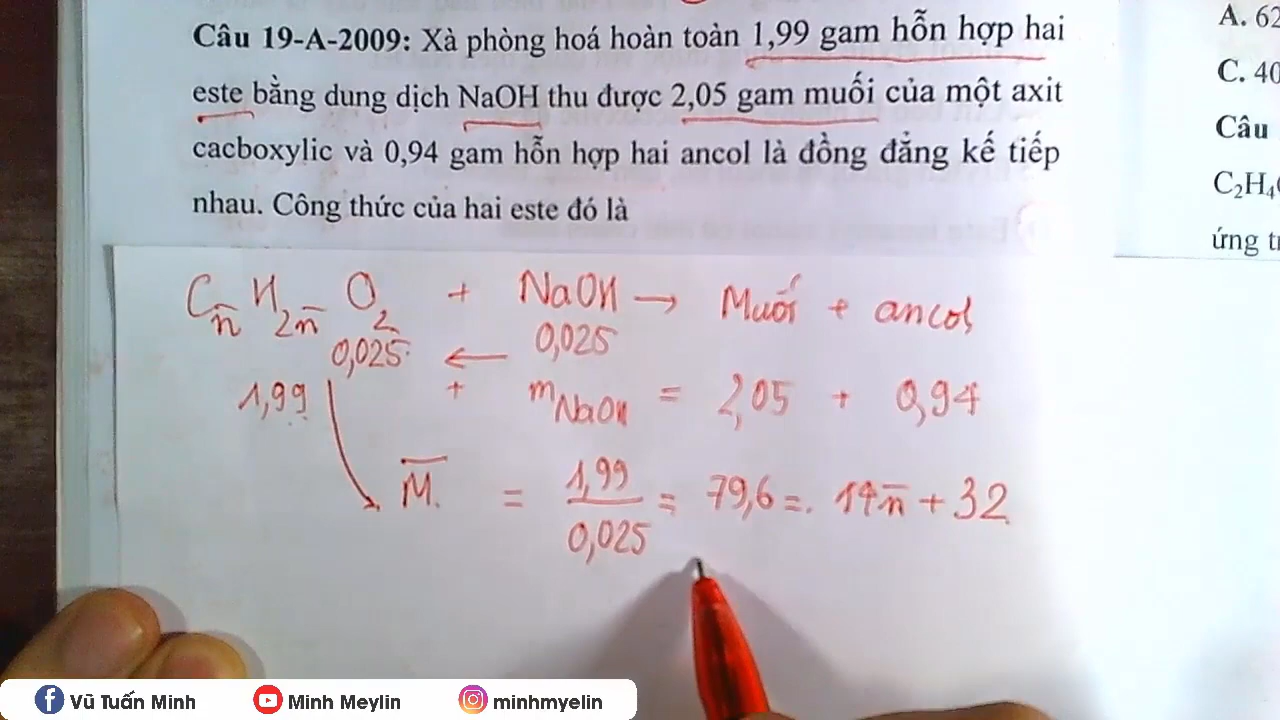 Câu 19-A-2009: Xà phòng hoá hoàn toàn 1,99 gam hỗn hợp hai
este bằng dung dịch NaOH thu được 2,05 gam muối của một axit
cacboxylic và 0,94 gam hỗn hợp hai ancol là đồng đẳng kế tiếp
nhau. Công thức của hai este đó là
A. 62
C. 40
Câu
C₂H₄
ứng
Cn̄H2n̄O2 + NaOH → Muối + ancol
0,025 ← 0,025
1,99 + mNaOH = 2,05 + 0,94
M̄ = 1,99/0,025 = 79,6 = 14n̄ + 32
Vũ Tuấn Minh Minh Meylin minhmyelin